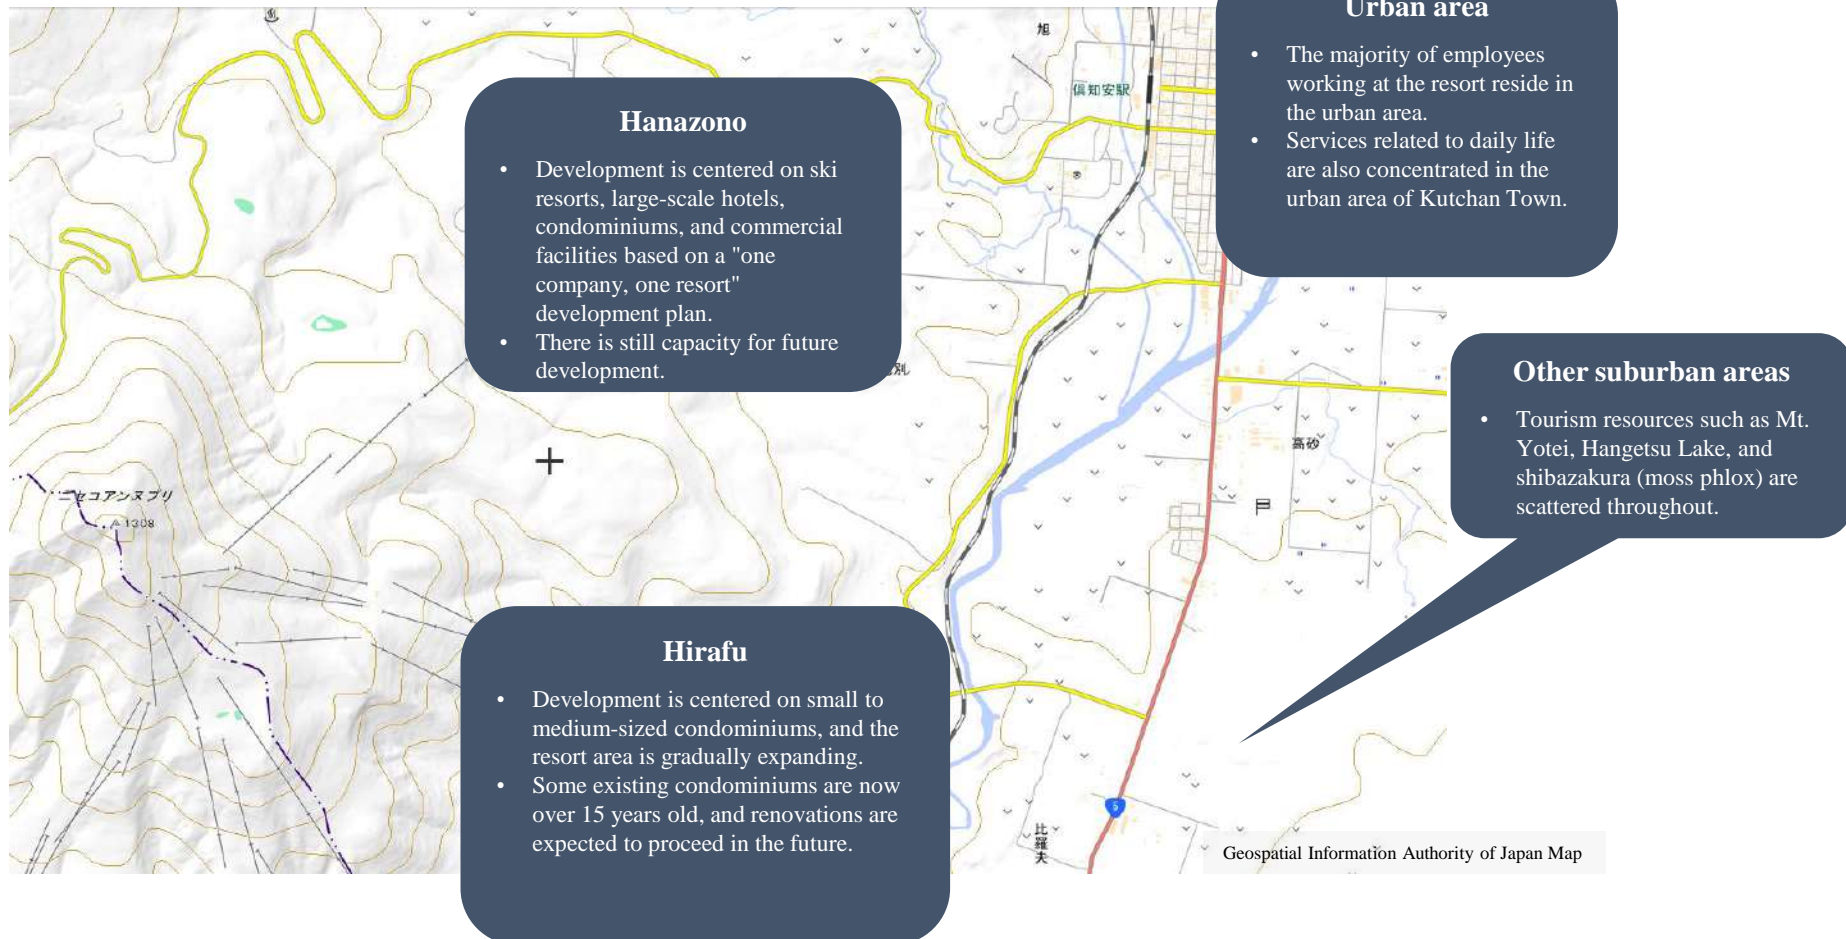 Urban area
• The majority of employees
working at the resort reside in
the urban area.
• Services related to daily life
are also concentrated in the
urban area of Kutchan Town.
旭
倶知安駅
Hanazono
• Development is centered on ski
resorts, large-scale hotels,
condominiums, and commercial
facilities based on a "one
company, one resort"
development plan.
• There is still capacity for future
development.
別
Other suburban areas
• Tourism resources such as Mt.
Yotei, Hangetsu Lake, and
shibazakura (moss phlox) are
scattered throughout.
高砂
ニセコアンヌプリ
1308
Hirafu
• Development is centered on small to
medium-sized condominiums, and the
resort area is gradually expanding.
• Some existing condominiums are now
over 15 years old, and renovations are
expected to proceed in the future.
5
比羅夫
Geospatial Information Authority of Japan Map